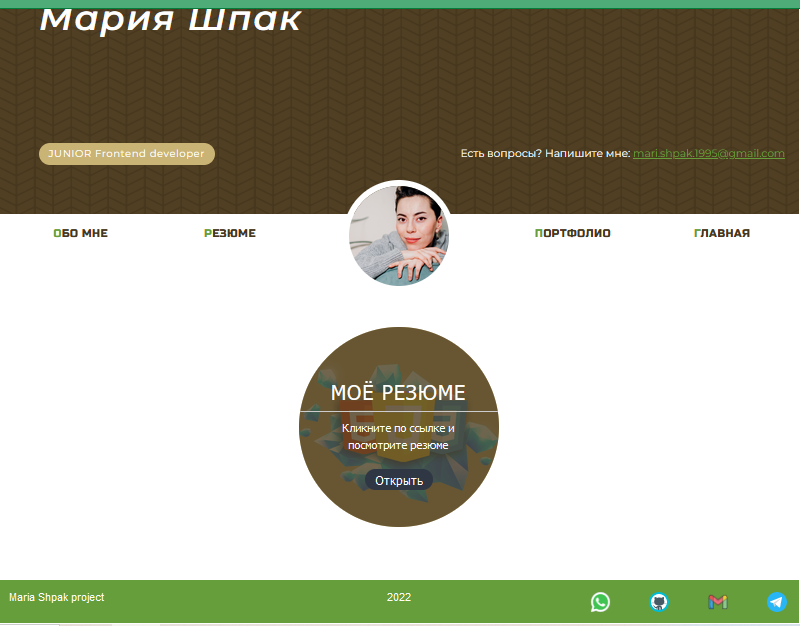 Мария Шпак
JUNIOR Frontend developer
Есть вопросы? Напишите мне: mari.shpak.1995@gmail.com
ОБО МНЕ
РЕЗЮМЕ
ПОРТФОЛИО
ГЛАВНАЯ
МОЁ РЕЗЮМЕ
Кликните по ссылке и
посмотрите резюме
Открыть
Maria Shpak project
2022